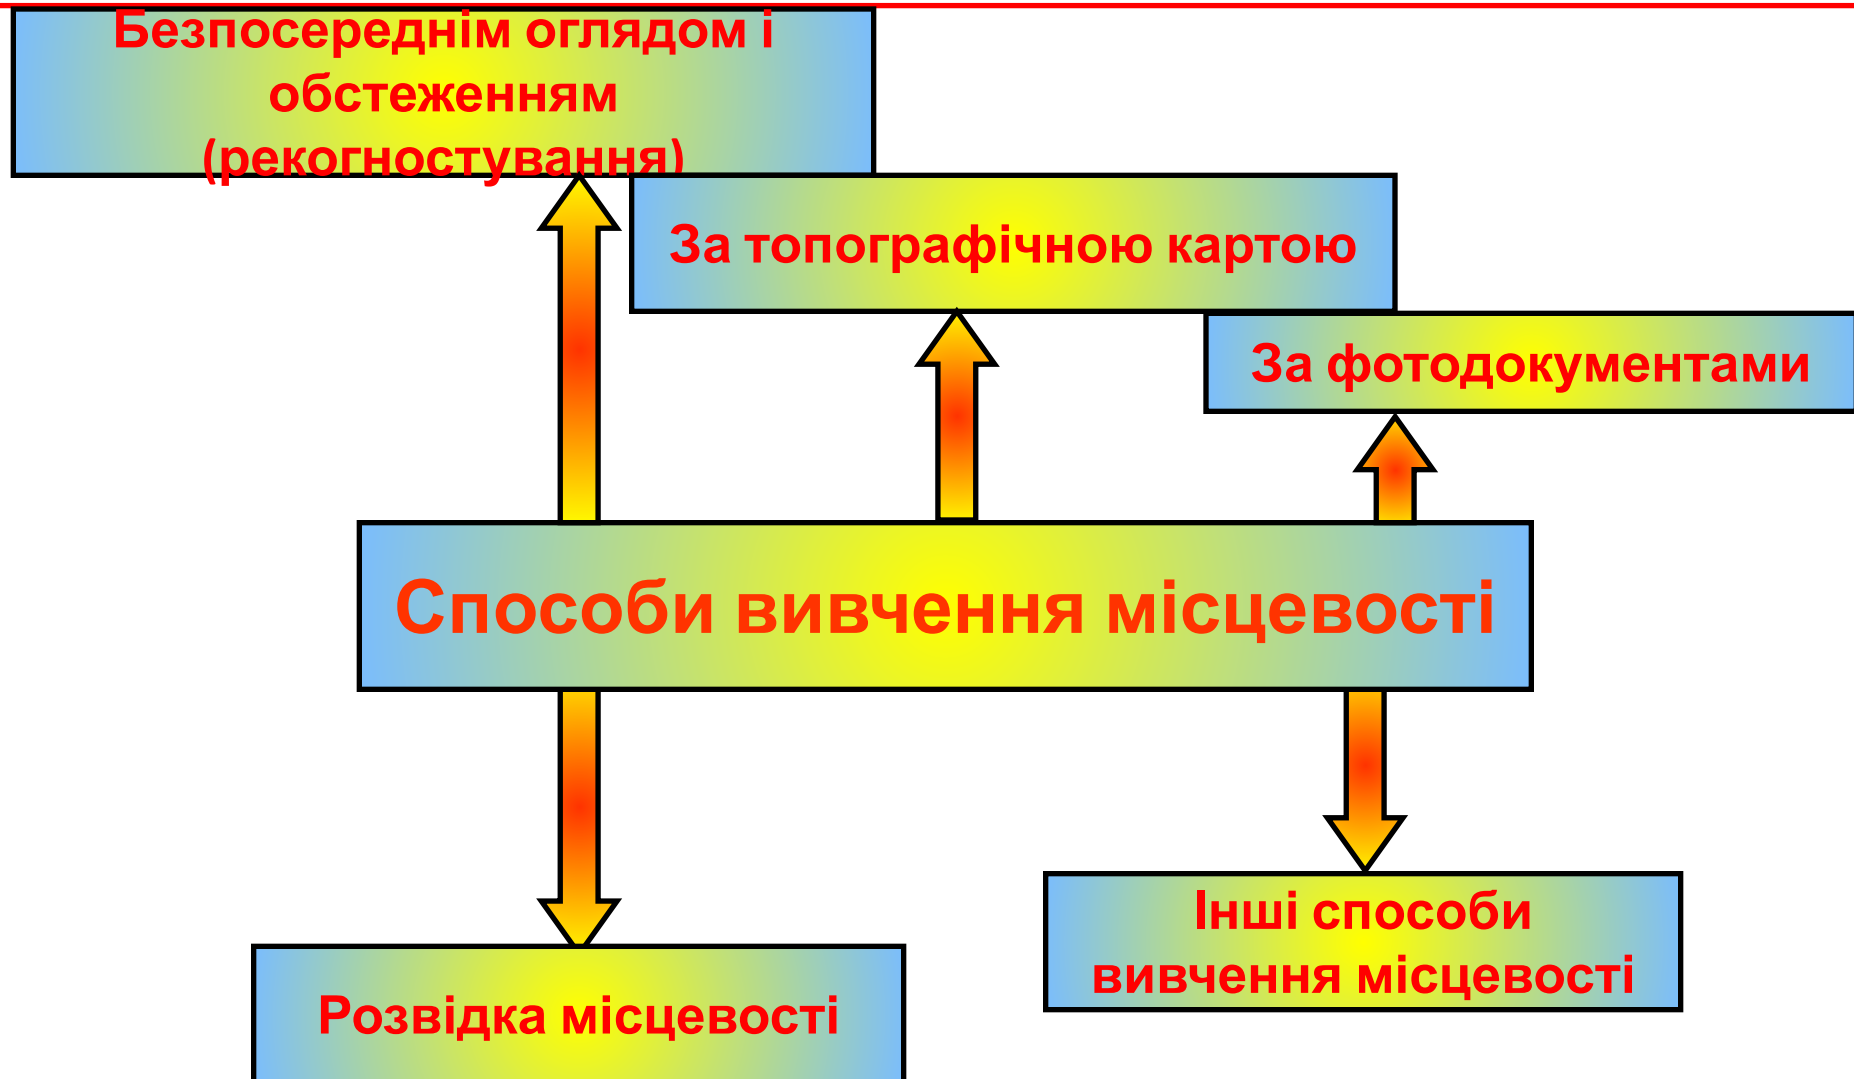 Безпосереднім оглядом і
обстеженням
(рекогностування)
За топографічною картою
За фотодокументами
Способи вивчення місцевості
Інші способи
вивчення місцевості
Розвідка місцевості